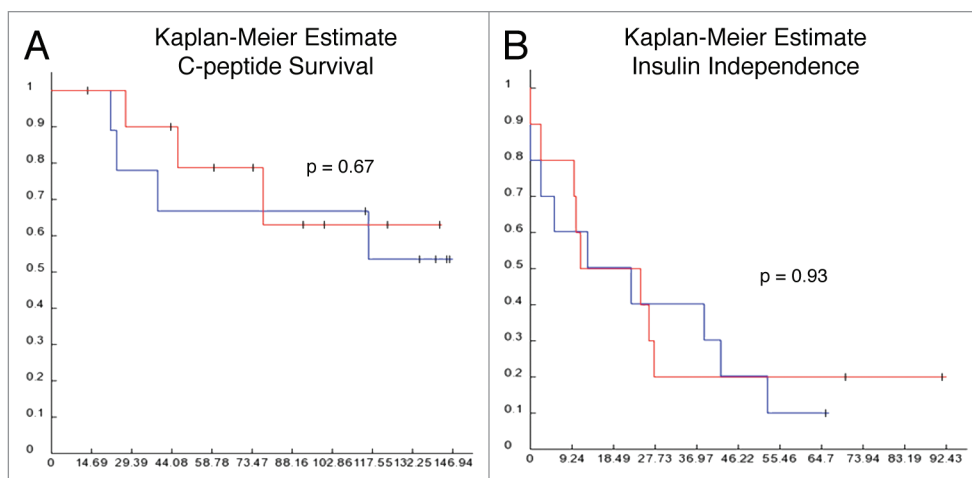 A
Kaplan-Meier Estimate
C-peptide Survival
1
0.9
0.8
0.7
0.6
0.5
0.4
0.3
0.2
0.1
0
p = 0.67
0 14.69 29.39 44.08 58.78 73.47 88.16 102.86 117.55 132.25 146.94
B
Kaplan-Meier Estimate
Insulin Independence
1
0.9
0.8
0.7
0.6
0.5
0.4
0.3
0.2
0.1
0
p = 0.93
0 9.24 18.49 27.73 36.97 46.22 55.46 64.7 73.94 83.19 92.43